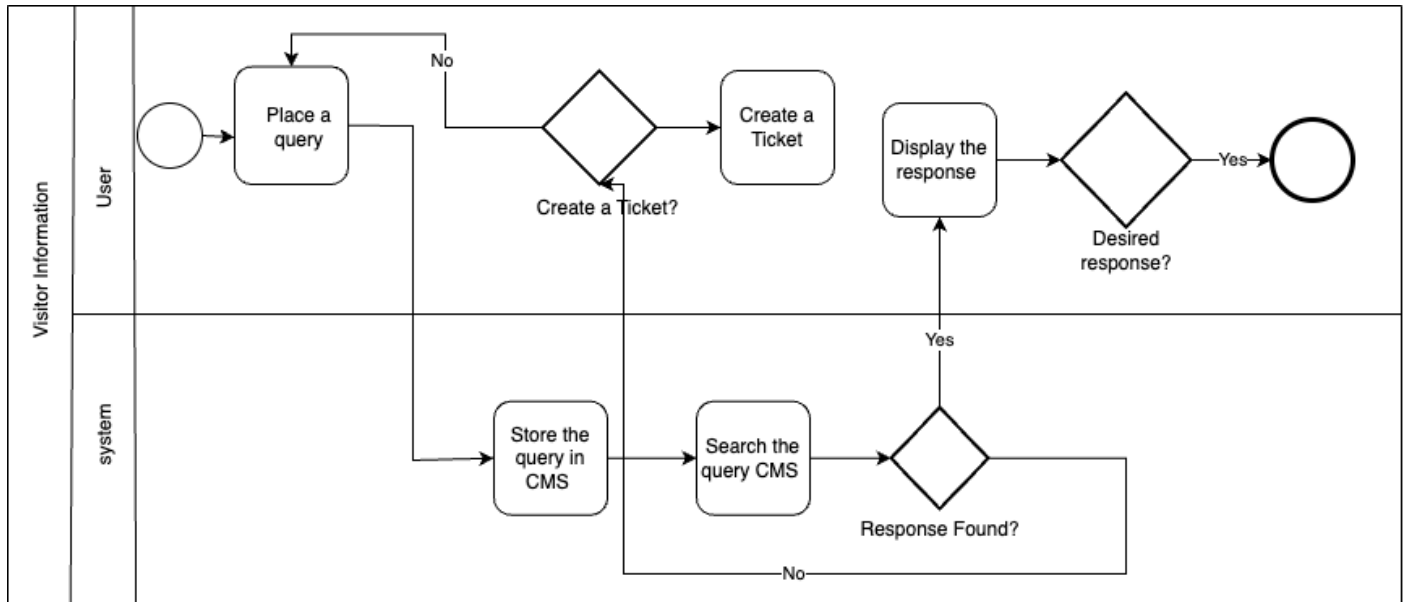 Visitor Information
User
system
No
Place a
query
Create a Ticket?
Create a
Ticket
Display the
response
Desired
response?
Yes
Yes
Store the
query in
CMS
Search the
query CMS
Response Found?
No